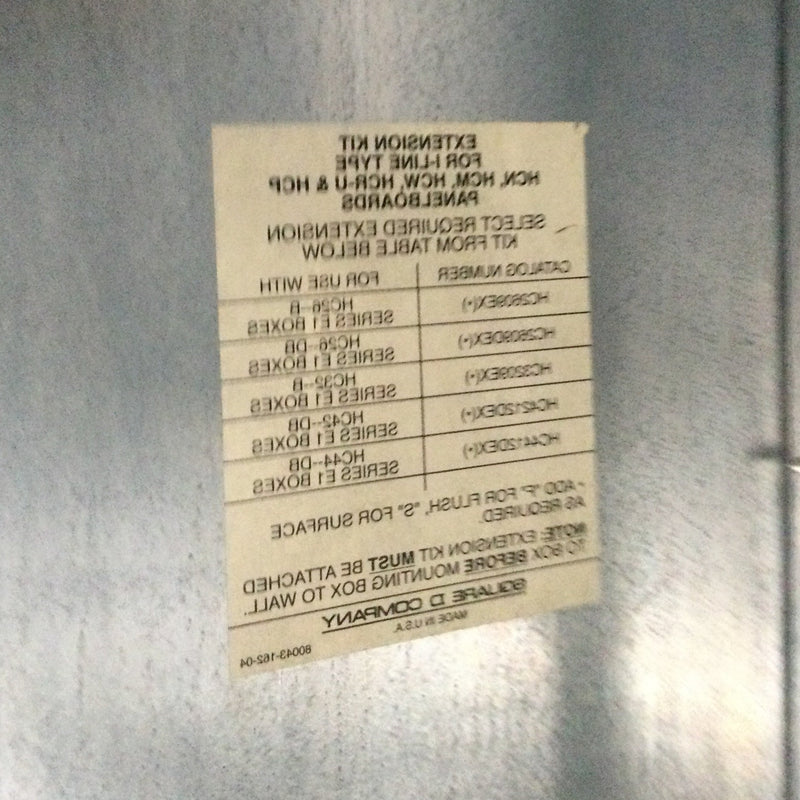 EXTENSION KIT
FOR I-LINE TYPE
HCN, HCM, HCW, HCR-U & HCP
PANELBOARDS
SELECT REQUIRED EXTENSION
KIT FROM TABLE BELOW
CATALOG NUMBER FOR USE WITH
HC2609EX(*) HC26--B
SERIES E1 BOXES
HC2609DEX(*) HC26--DB
SERIES E1 BOXES
HC3209EX(*) HC32--B
SERIES E1 BOXES
HC4212DEX(*) HC42--DB
SERIES E1 BOXES
HC4412DEX(*) HC44--DB
SERIES E1 BOXES
* ADD "F" FOR FLUSH, "S" FOR SURFACE
AS REQUIRED.
NOTE: EXTENSION KIT MUST BE ATTACHED
TO BOX BEFORE MOUNTING BOX TO WALL.
SQUARE D COMPANY
MADE IN U.S.A.
80043-162-04